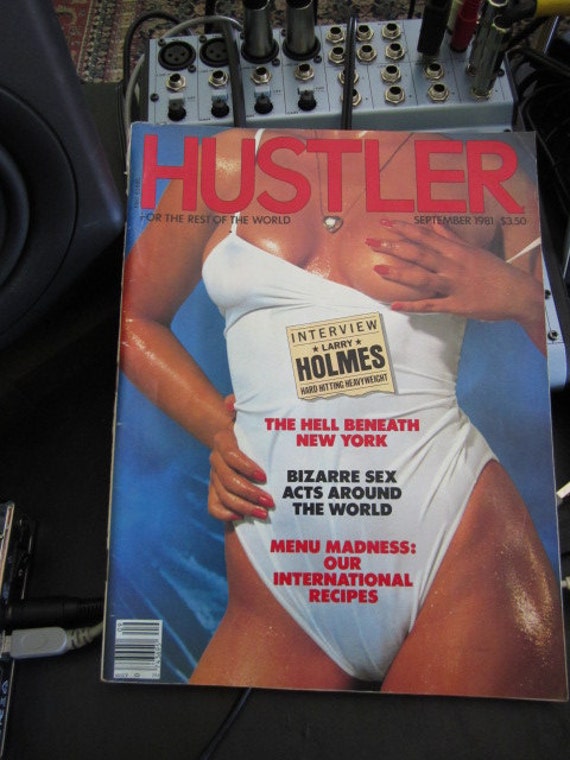 HUSTLER
FOR THE REST OF THE WORLD
SEPTEMBER 1981 $3.50
INTERVIEW
★ LARRY ★
HOLMES
HARD HITTING HEAVYWEIGHT
THE HELL BENEATH
NEW YORK
BIZARRE SEX
ACTS AROUND
THE WORLD
MENU MADNESS:
OUR
INTERNATIONAL
RECIPES